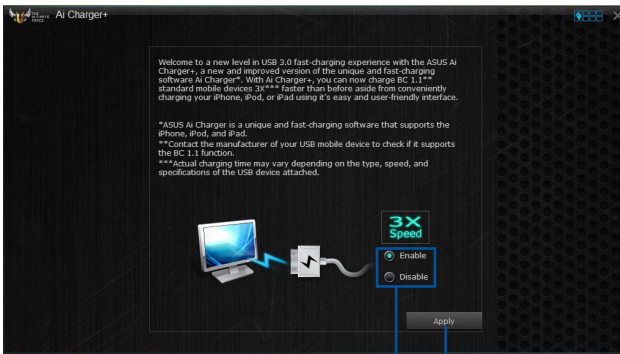 THE ULTIMATE FORCE
Ai Charger+
Welcome to a new level in USB 3.0 fast-charging experience with the ASUS Ai
Charger+, a new and improved version of the unique and fast-charging
software Ai Charger*. With Ai Charger+, you can now charge BC 1.1**
standard mobile devices 3X*** faster than before aside from conveniently
charging your iPhone, iPod, or iPad using it's easy and user-friendly interface.
*ASUS Ai Charger is a unique and fast-charging software that supports the
iPhone, iPod, and iPad.
**Contact the manufacturer of your USB mobile device to check if it supports
the BC 1.1 function.
***Actual charging time may vary depending on the type, speed, and
specifications of the USB device attached.
3X
Speed
Enable
Disable
Apply